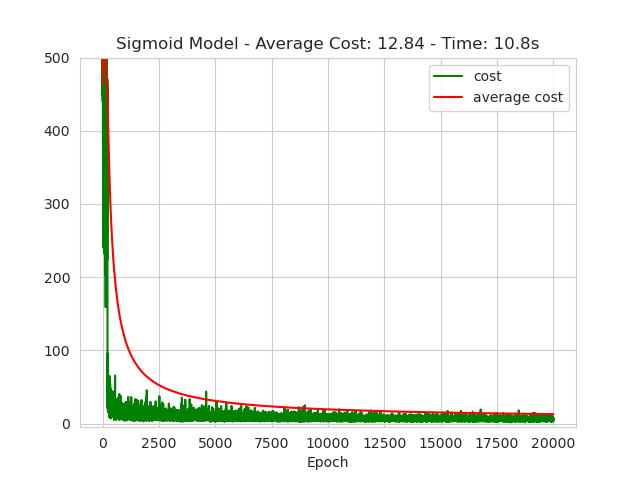 Sigmoid Model - Average Cost: 12.84 - Time: 10.8s
500
400
300
200
100
0
cost
average cost
0 2500 5000 7500 10000 12500 15000 17500 20000
Epoch